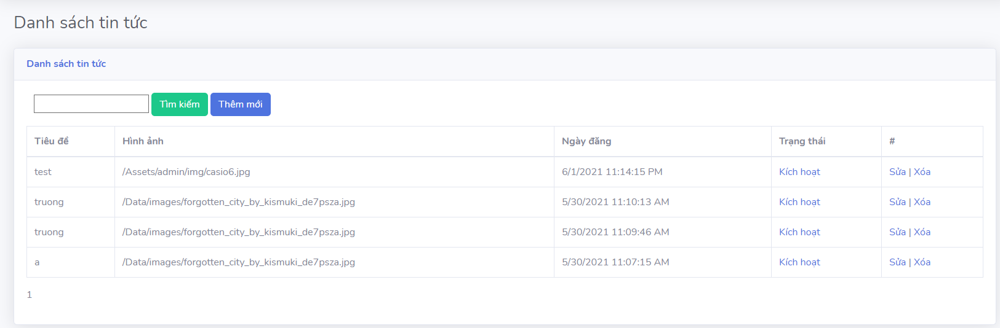 Danh sách tin tức
Danh sách tin tức
Tìm kiếm Thêm mới
Tiêu đề Hình ảnh Ngày đăng Trạng thái #
test /Assets/admin/img/casio6.jpg 6/1/2021 11:14:15 PM Kích hoạt Sửa | Xóa
truong /Data/images/forgotten_city_by_kismuki_de7psza.jpg 5/30/2021 11:10:13 AM Kích hoạt Sửa | Xóa
truong /Data/images/forgotten_city_by_kismuki_de7psza.jpg 5/30/2021 11:09:46 AM Kích hoạt Sửa | Xóa
a /Data/images/forgotten_city_by_kismuki_de7psza.jpg 5/30/2021 11:07:15 AM Kích hoạt Sửa | Xóa
1